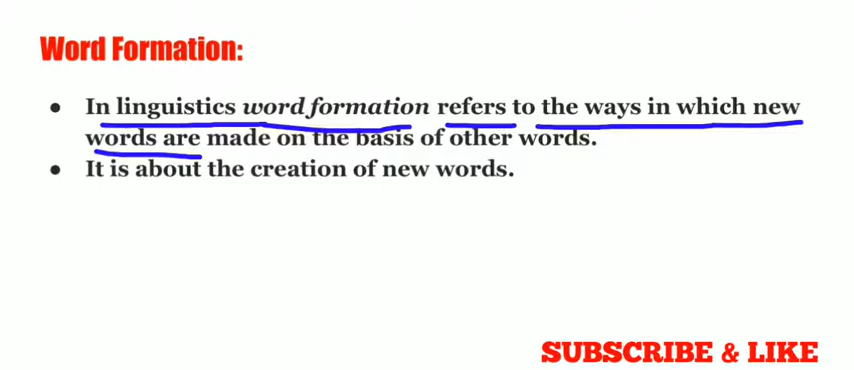 Word Formation:
● In linguistics word formation refers to the ways in which new
words are made on the basis of other words.
● It is about the creation of new words.
SUBSCRIBE & LIKE